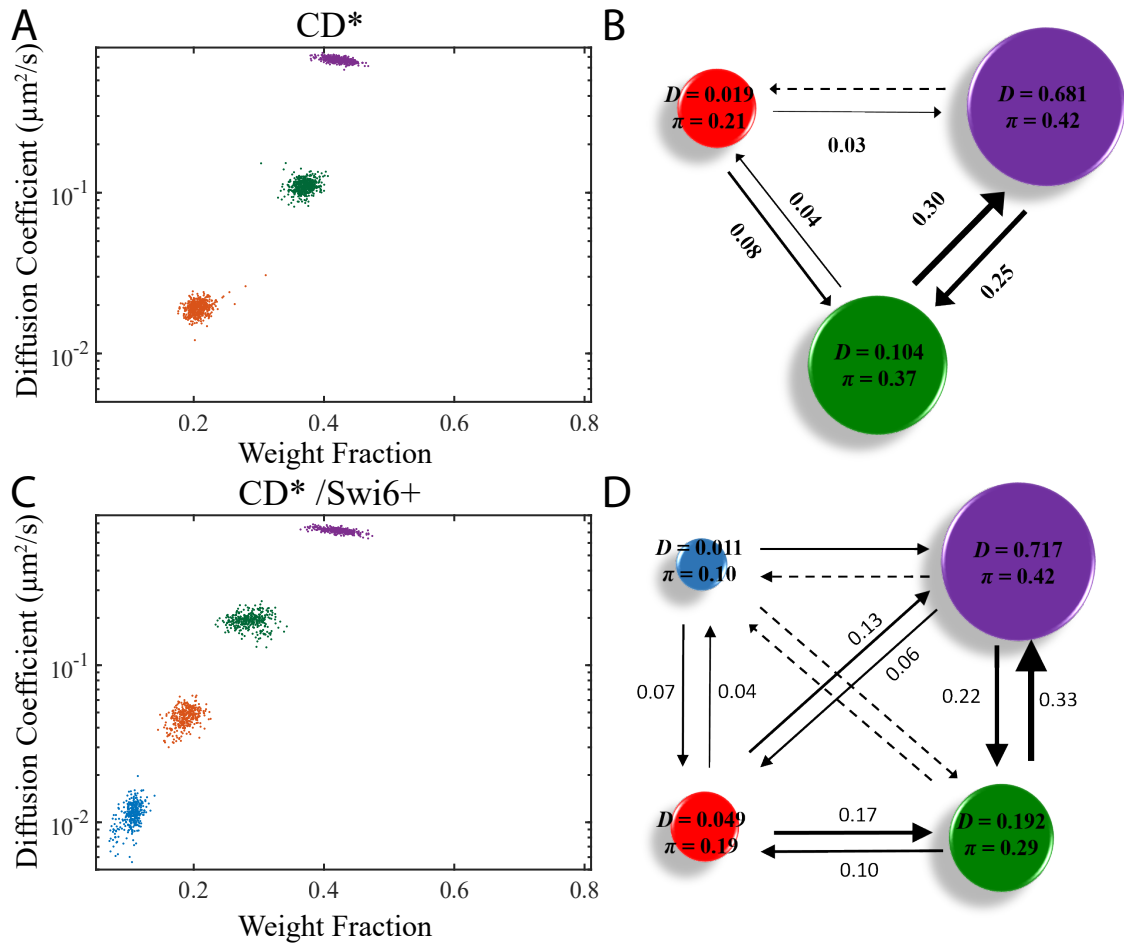 A
CD*
Diffusion Coefficient (µm²/s)
10⁻¹
10⁻²
0.2
0.4
0.6
0.8
Weight Fraction
B
D = 0.019
π = 0.21
D = 0.681
π = 0.42
0.03
0.04
0.08
0.30
0.25
D = 0.104
π = 0.37
C
CD* /Swi6+
Diffusion Coefficient (µm²/s)
10⁻¹
10⁻²
0.2
0.4
0.6
0.8
Weight Fraction
D
D = 0.011
π = 0.10
D = 0.717
π = 0.42
0.13
0.06
0.07
0.04
0.22
0.33
D = 0.049
π = 0.19
0.17
0.10
D = 0.192
π = 0.29